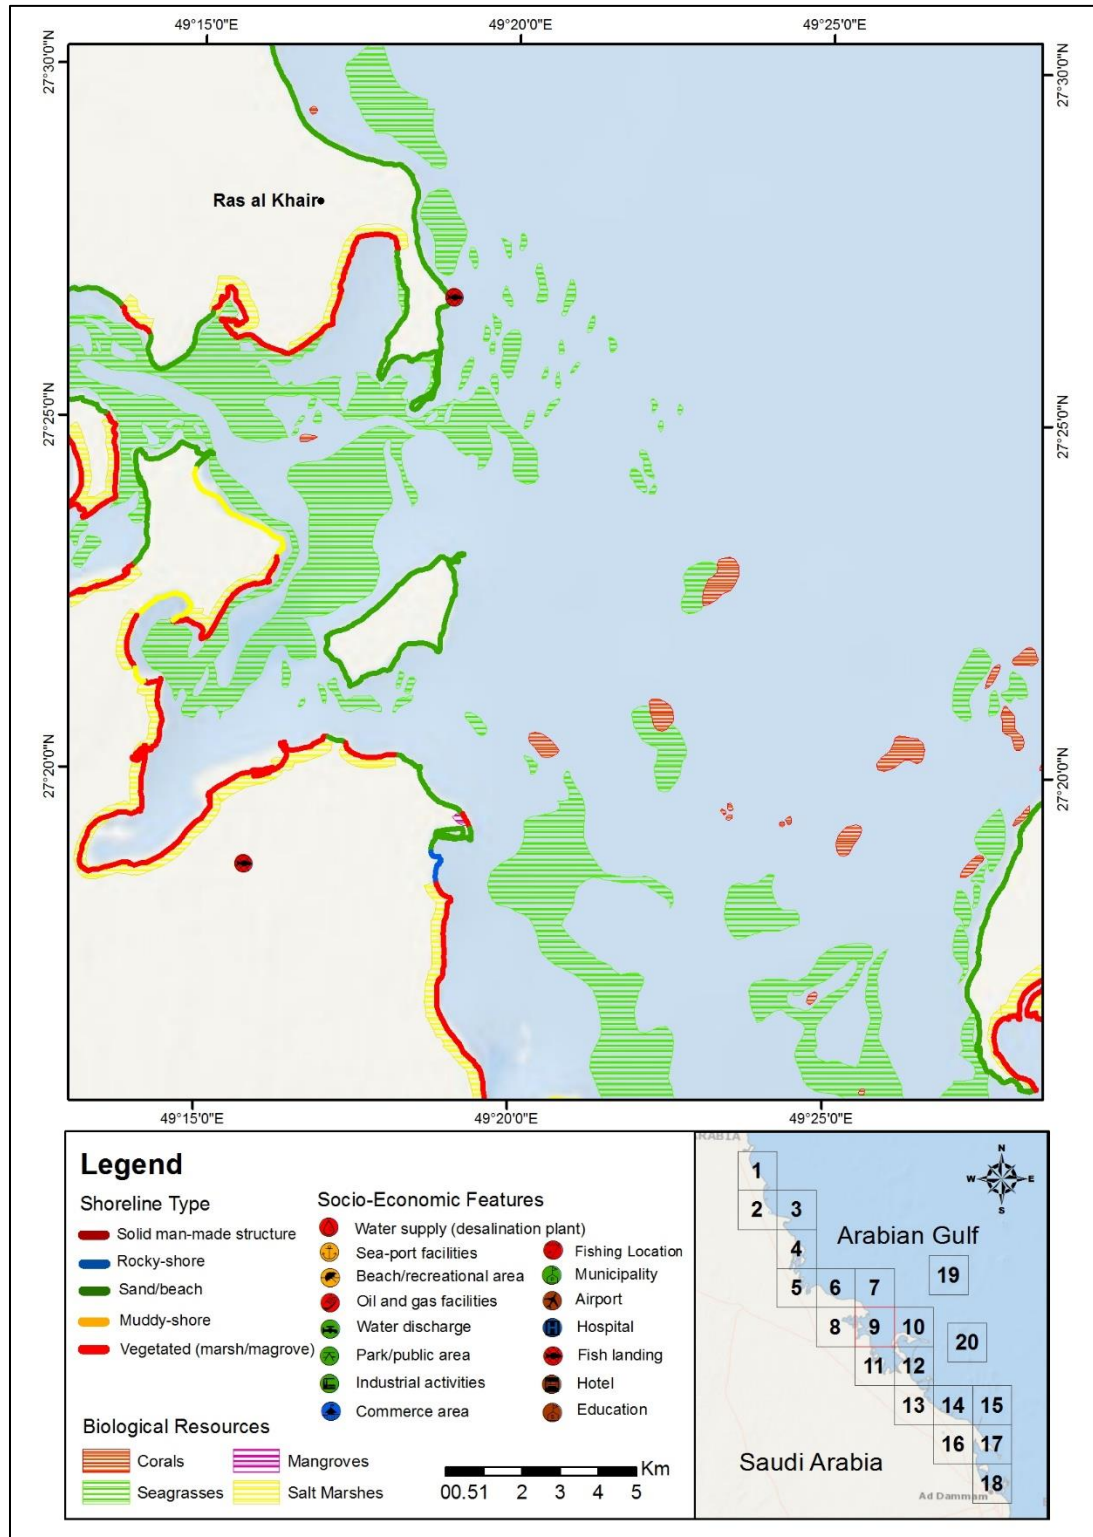 49°15'0"E 49°20'0"E 49°25'0"E
27°30'0"N 27°30'0"N
Ras al Khair
27°25'0"N 27°25'0"N
27°20'0"N 27°20'0"N
49°15'0"E 49°20'0"E 49°25'0"E
Legend
Shoreline Type
Solid man-made structure
Rocky-shore
Sand/beach
Muddy-shore
Vegetated (marsh/magrove)
Socio-Economic Features
Water supply (desalination plant)
Sea-port facilities
Beach/recreational area
Oil and gas facilities
Water discharge
Park/public area
Industrial activities
Commerce area
Fishing Location
Municipality
Airport
Hospital
Fish landing
Hotel
Education
Biological Resources
Corals
Seagrasses
Mangroves
Salt Marshes
Km
00.51 2 3 4 5
RABIA
N
W E
S
1
2 3
Arabian Gulf
4
19
5 6 7
8 9 10
20
11 12
13 14 15
16 17
Saudi Arabia
18
Ad Dammam